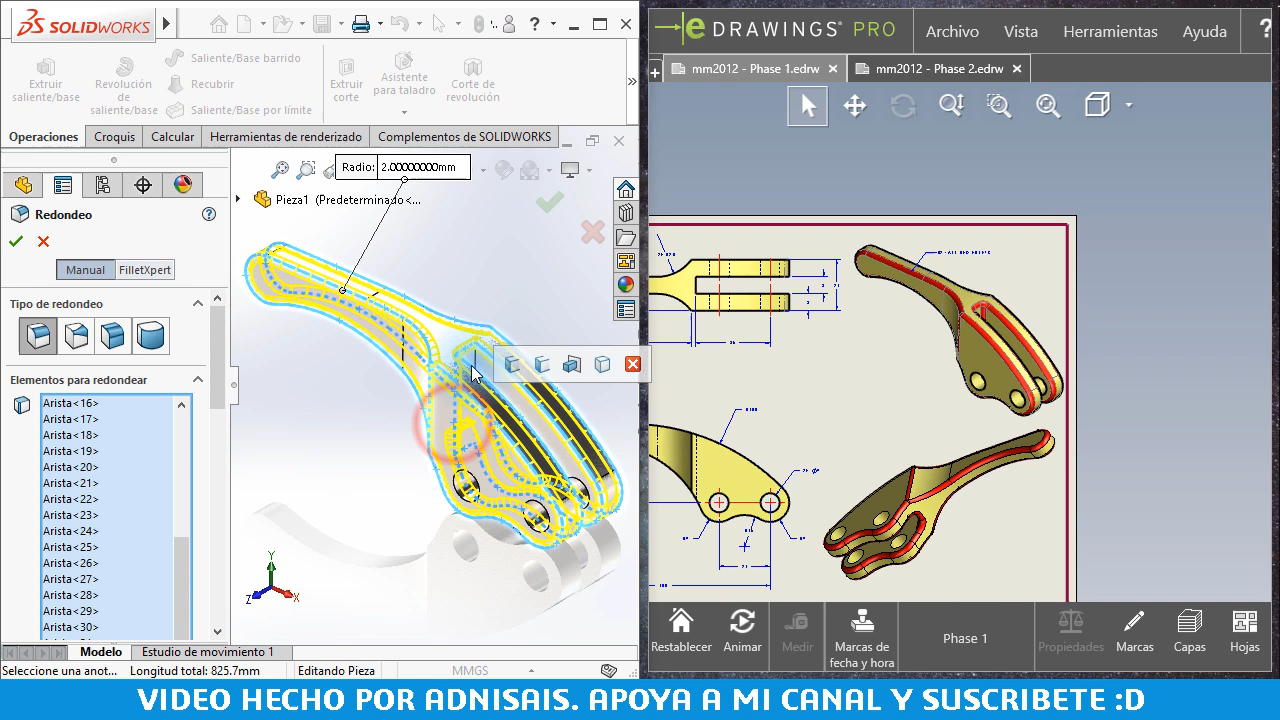 SOLIDWORKS
Extruir saliente/base
Revolución de saliente/base
Saliente/Base barrido
Recubrir
Saliente/Base por límite
Extruir corte
Asistente para taladro
Corte de revolución
Operaciones
Croquis
Calcular
Herramientas de renderizado
Complementos de SOLIDWORKS
Redondeo
Manual
FilletXpert
Tipo de redondeo
Elementos para redondear
Arista<16>
Arista<17>
Arista<18>
Arista<19>
Arista<20>
Arista<21>
Arista<22>
Arista<23>
Arista<24>
Arista<25>
Arista<26>
Arista<27>
Arista<28>
Arista<29>
Arista<30>
Radio: 2.00000000mm
Pieza1 (Predeterminado<...
Y
Z
X
Modelo
Estudio de movimiento 1
Seleccione una anot...
Longitud total: 825.7mm
Editando Pieza
MMGS
eDRAWINGS® PRO
Archivo
Vista
Herramientas
Ayuda
?
mm2012 - Phase 1.edrw
mm2012 - Phase 2.edrw
Restablecer
Animar
Medir
Marcas de fecha y hora
Phase 1
Propiedades
Marcas
Capas
Hojas
VIDEO HECHO POR ADNISAIS. APOYA A MI CANAL Y SUSCRIBETE :D